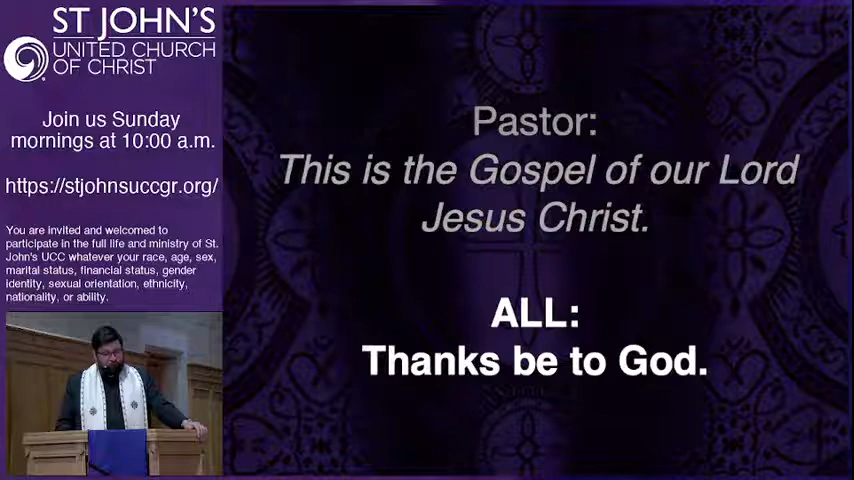 ST JOHN'S
UNITED CHURCH
OF CHRIST
Join us Sunday
mornings at 10:00 a.m.
https://stjohnsuccgr.org/
You are invited and welcomed to
participate in the full life and ministry of St.
John's UCC whatever your race, age, sex,
marital status, financial status, gender
identity, sexual orientation, ethnicity,
nationality, or ability.
Pastor:
This is the Gospel of our Lord
Jesus Christ.
ALL:
Thanks be to God.